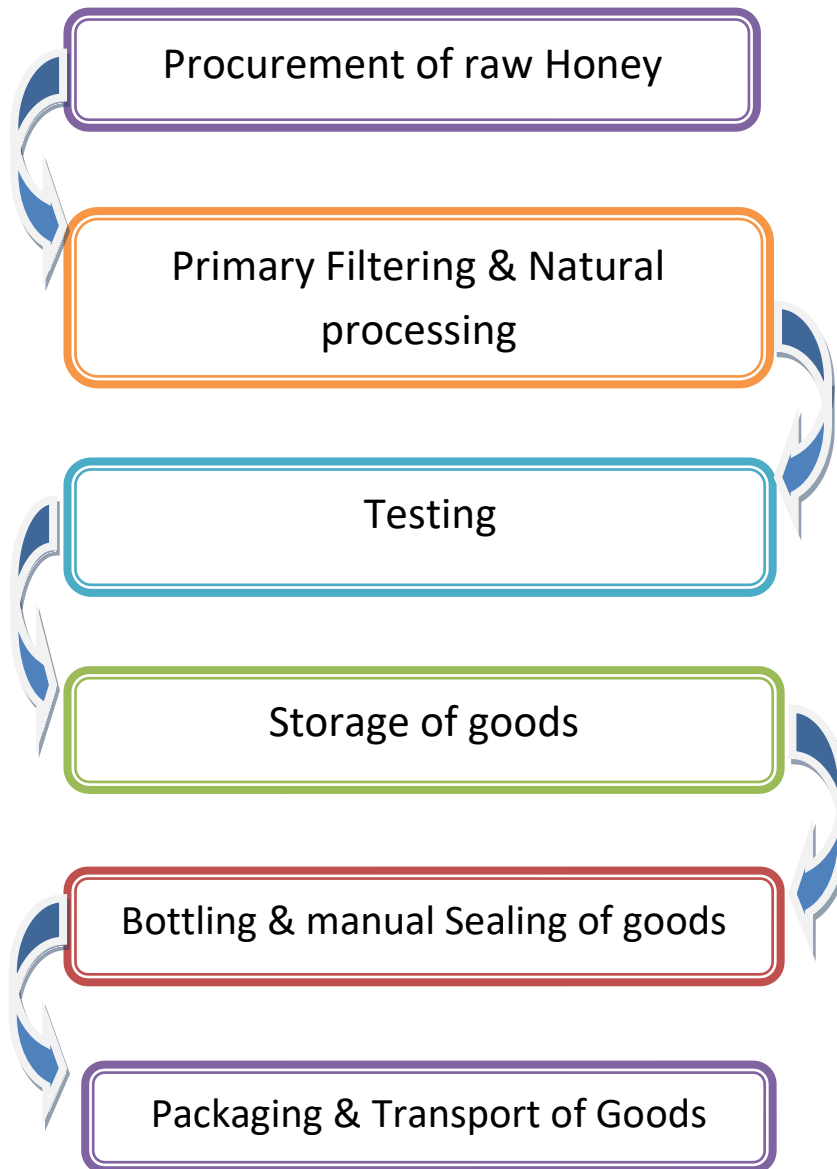 Procurement of raw Honey
Primary Filtering & Natural
processing
Testing
Storage of goods
Bottling & manual Sealing of goods
Packaging & Transport of Goods